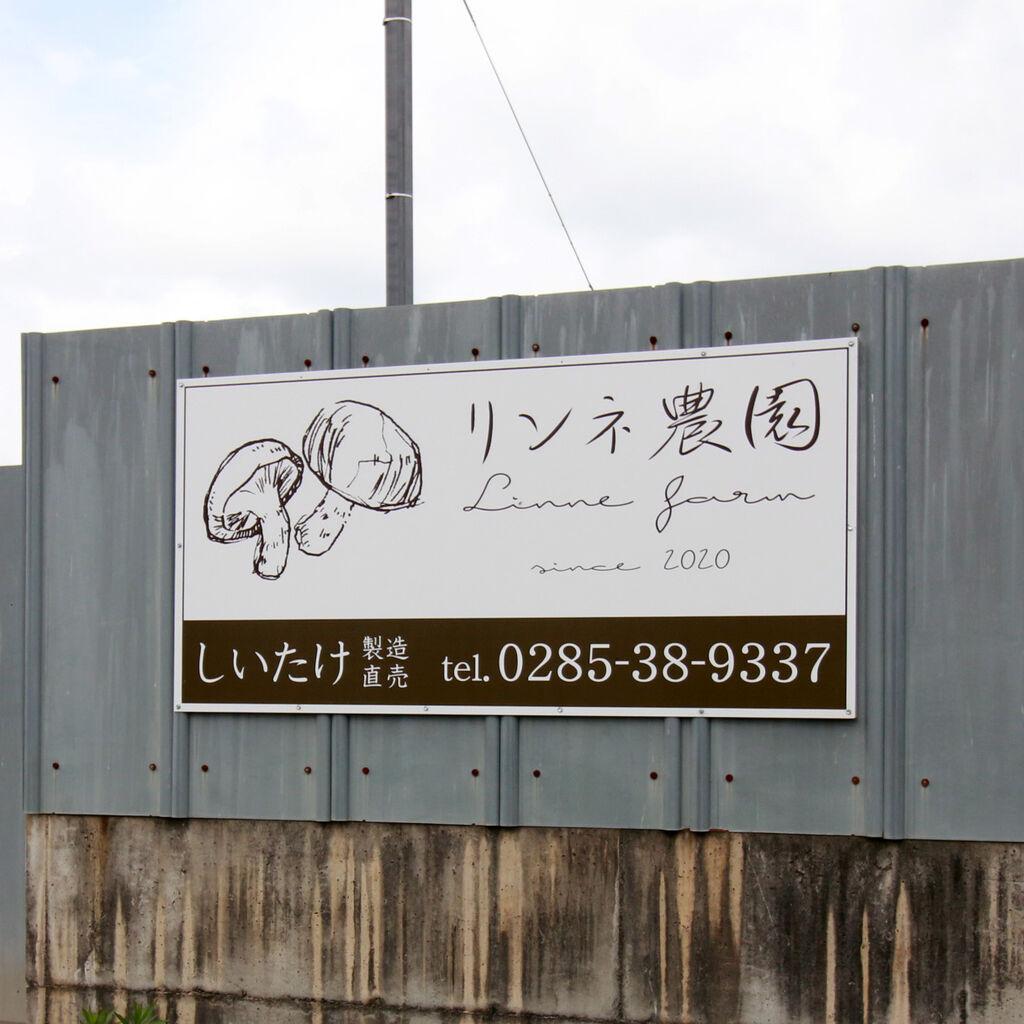 リンネ農園
Linne farm
since 2020
しいたけ 製造直売 tel. 0285-38-9337